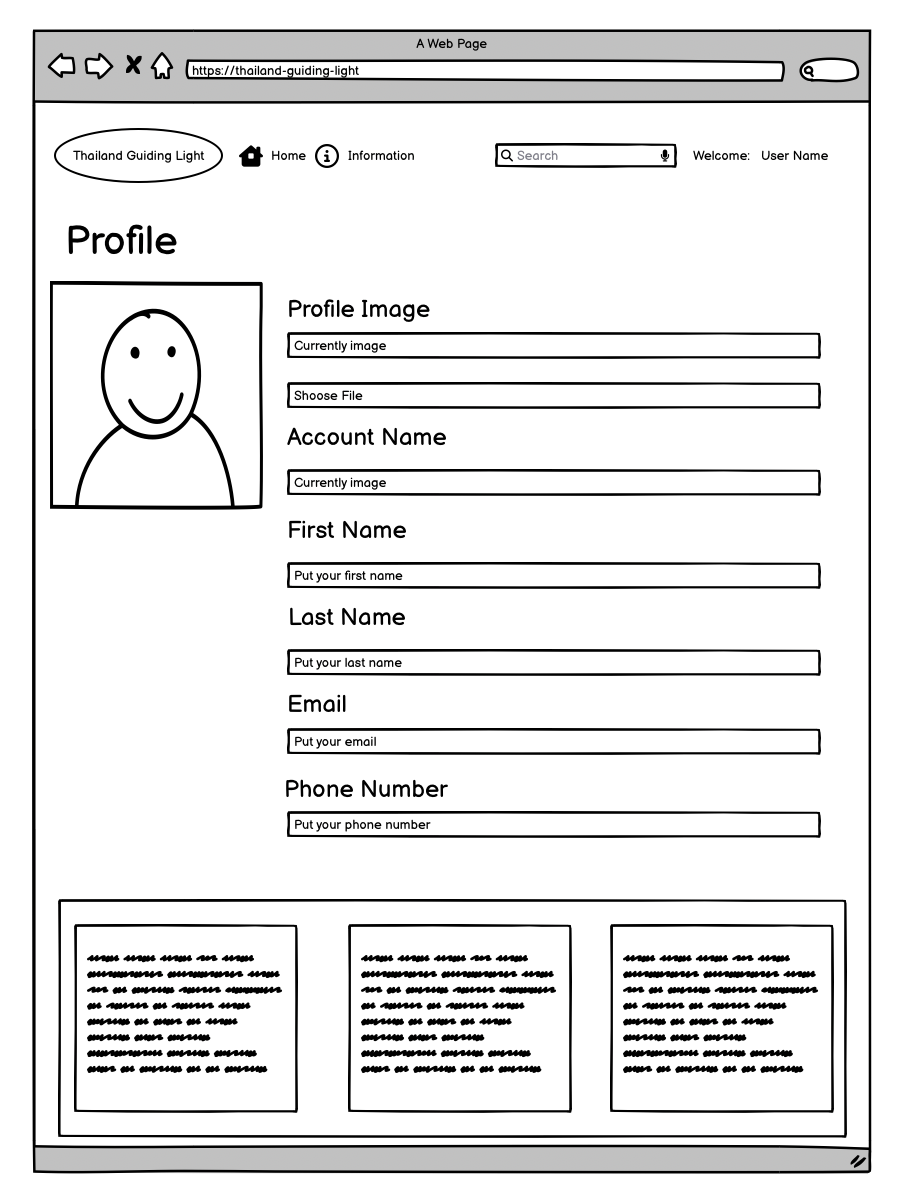 A Web Page
https://thailand-guiding-light
Thailand Guiding Light Home Information Search Welcome: User Name
Profile
Profile Image
Currently image
Shoose File
Account Name
Currently image
First Name
Put your first name
Last Name
Put your last name
Email
Put your email
Phone Number
Put your phone number